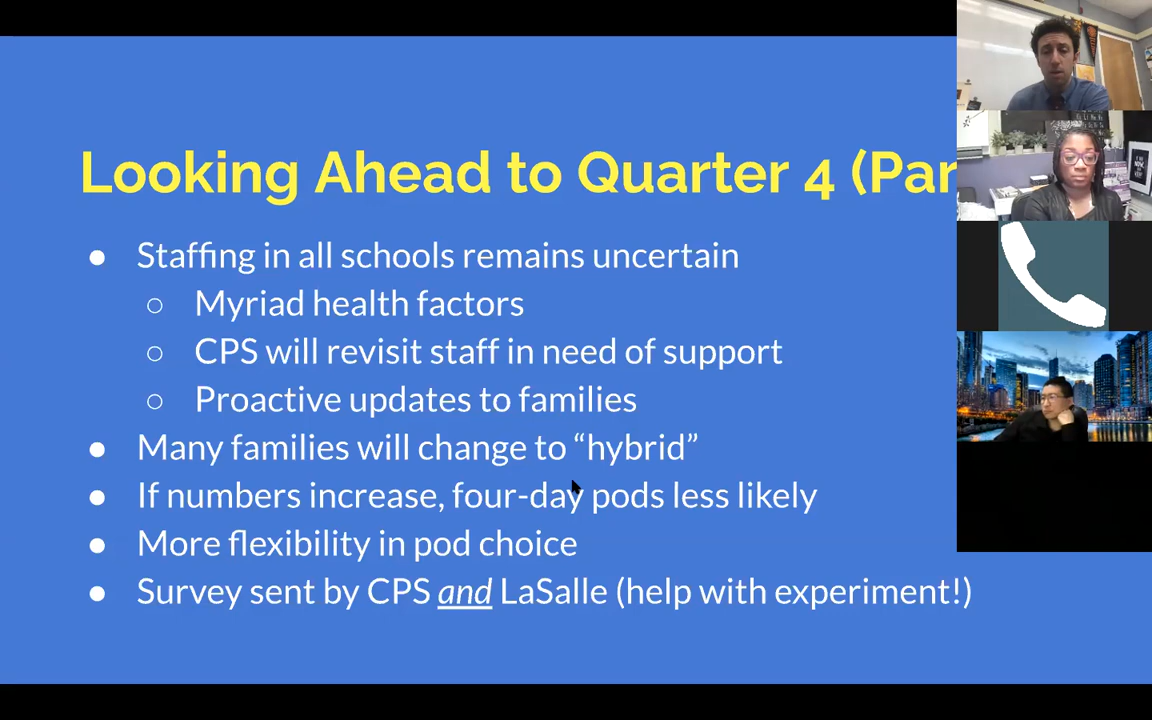 Looking Ahead to Quarter 4 (Par
● Staffing in all schools remains uncertain
○ Myriad health factors
○ CPS will revisit staff in need of support
○ Proactive updates to families
● Many families will change to “hybrid”
● If numbers increase, four-day pods less likely
● More flexibility in pod choice
● Survey sent by CPS and LaSalle (help with experiment!)